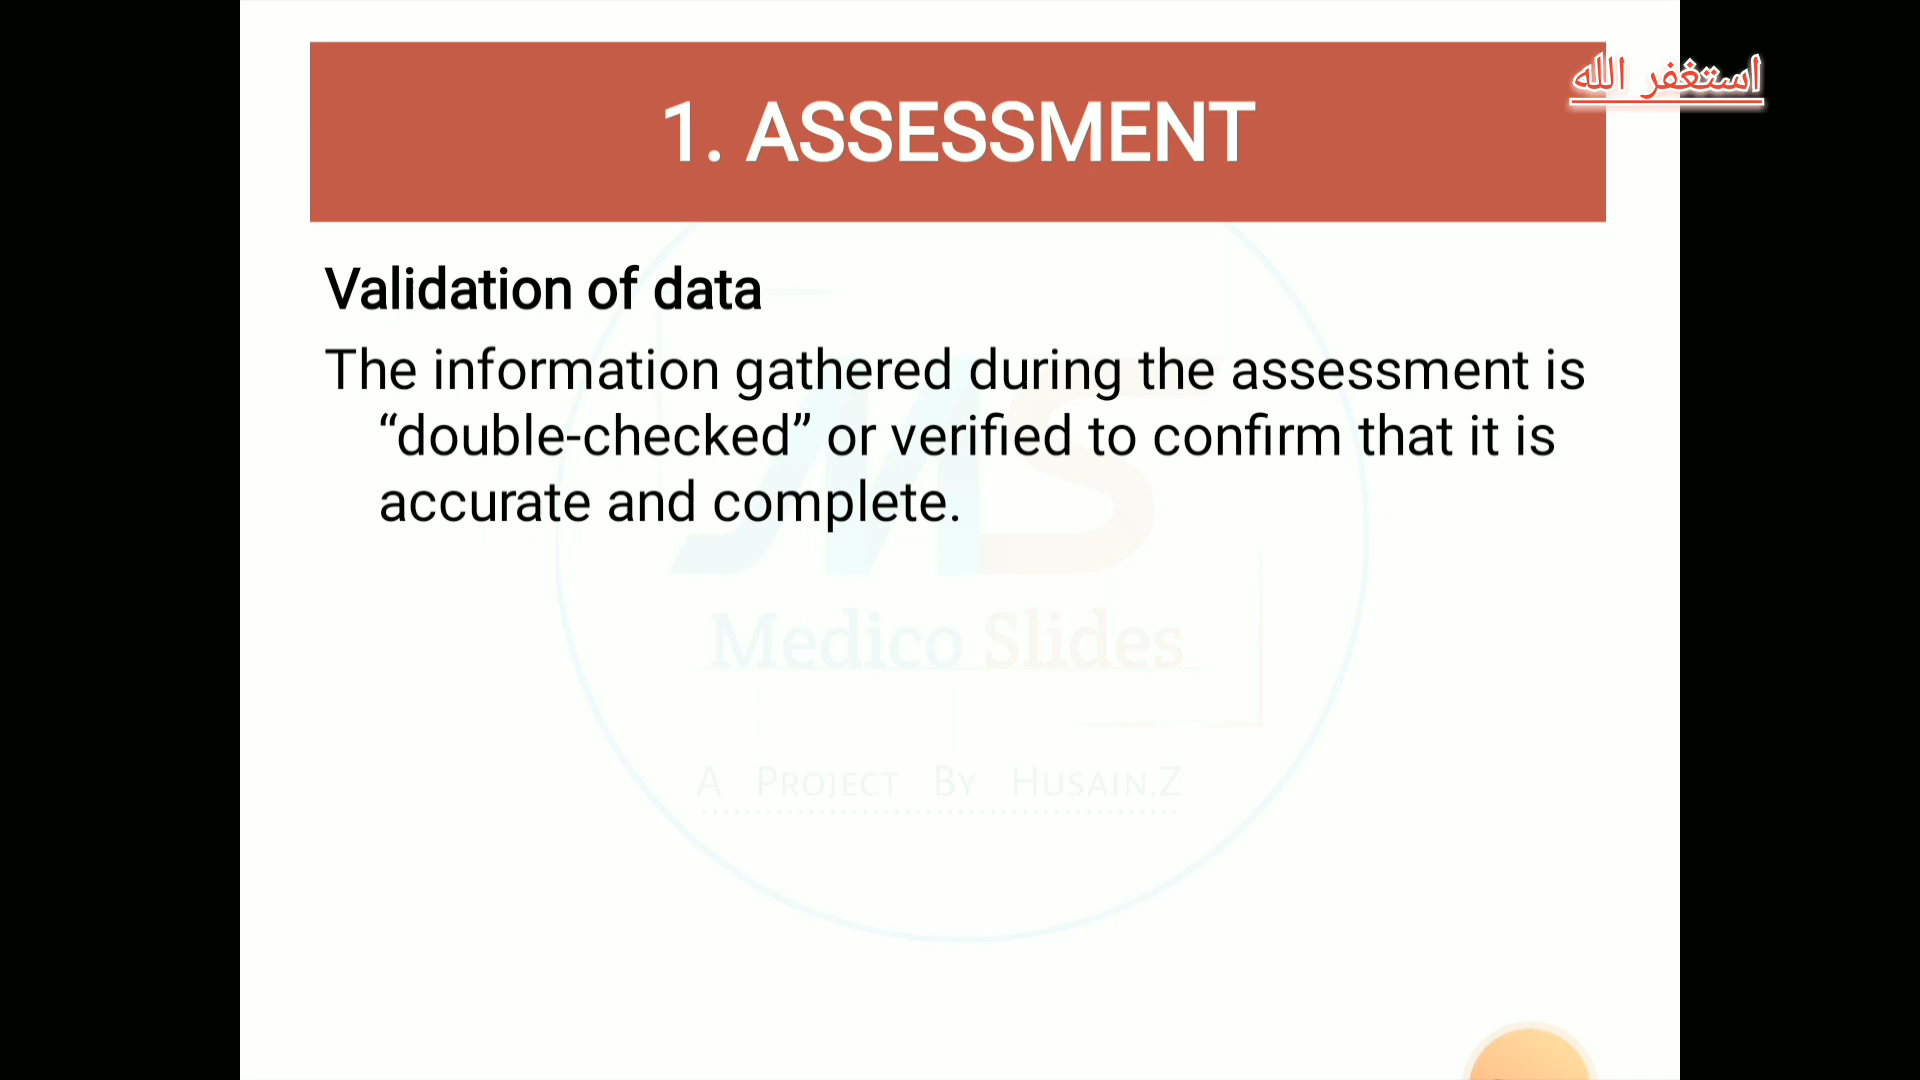 1. ASSESSMENT
استغفر الله
Validation of data
The information gathered during the assessment is
“double-checked” or verified to confirm that it is
accurate and complete.
MS
Medico Slides
A PROJECT BY HUSAIN.Z